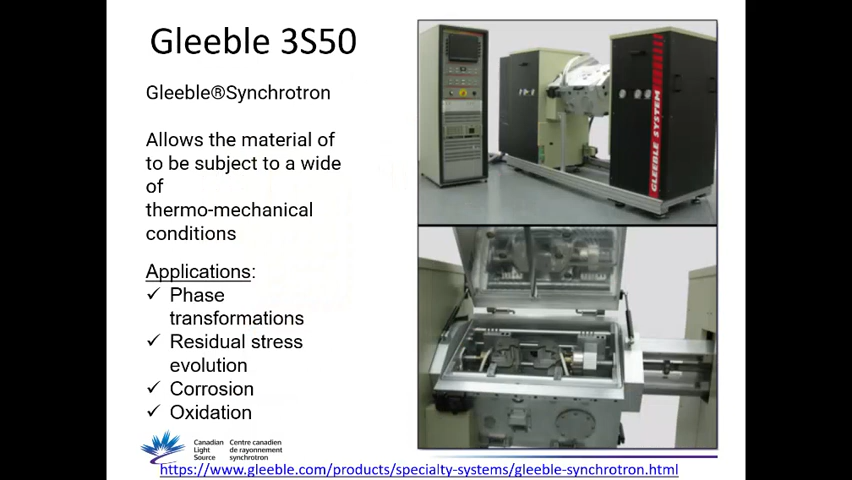 Gleeble 3S50
Gleeble®Synchrotron
Allows the material of
to be subject to a wide
of
thermo-mechanical
conditions
Applications:
✓ Phase
transformations
✓ Residual stress
evolution
✓ Corrosion
✓ Oxidation
GLEEBLE SYSTEM
Canadian Centre canadien
Light de rayonnement
Source synchrotron
https://www.gleeble.com/products/specialty-systems/gleeble-synchrotron.html